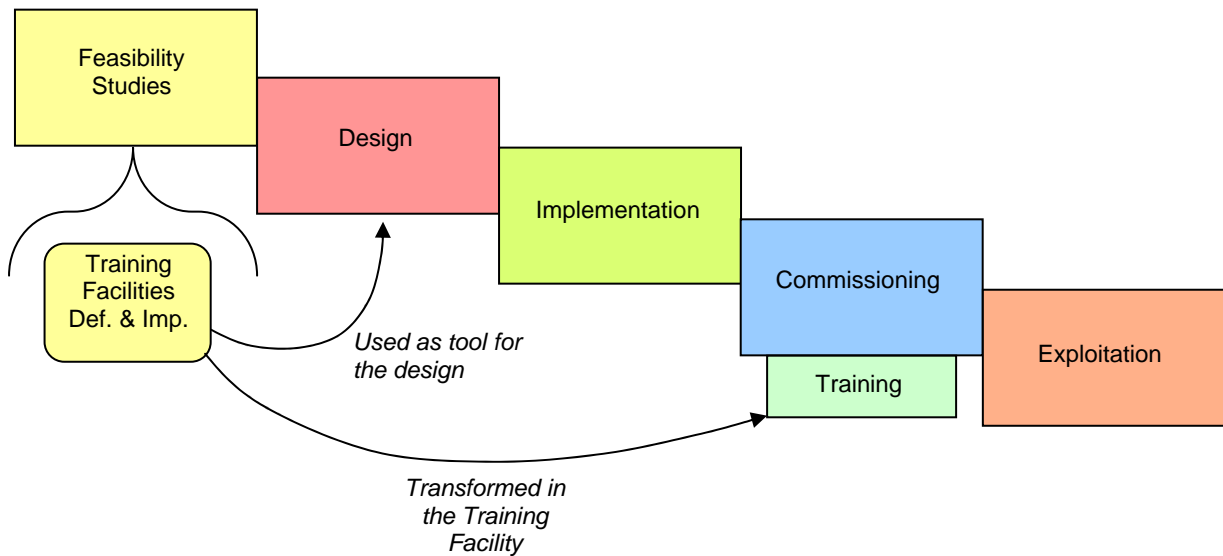 Feasibility
Studies
Design
Implementation
Training
Facilities
Def. & Imp.
Commissioning
Used as tool for
the design
Exploitation
Training
Transformed in
the Training
Facility